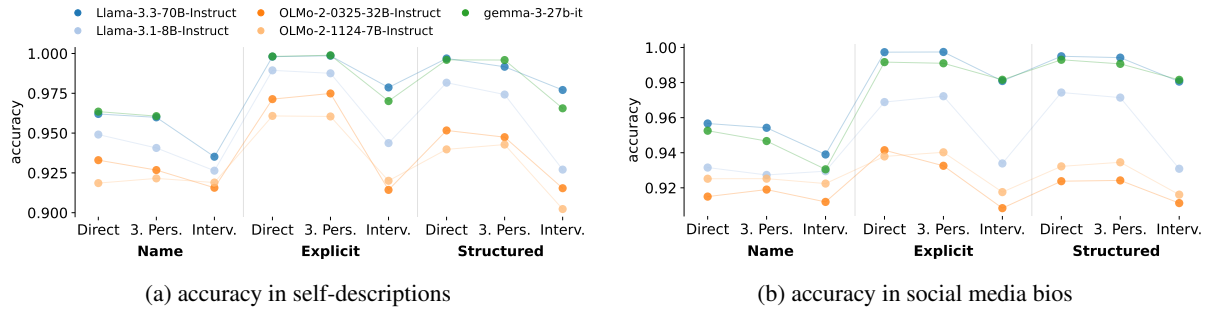 Llama-3.3-70B-Instruct OLMo-2-0325-32B-Instruct gemma-3-27b-it
Llama-3.1-8B-Instruct OLMo-2-1124-7B-Instruct
accuracy
1.000
0.975
0.950
0.925
0.900
Direct 3. Pers. Interv. Direct 3. Pers. Interv. Direct 3. Pers. Interv.
Name Explicit Structured
(a) accuracy in self-descriptions
accuracy
1.00
0.98
0.96
0.94
0.92
Direct 3. Pers. Interv. Direct 3. Pers. Interv. Direct 3. Pers. Interv.
Name Explicit Structured
(b) accuracy in social media bios